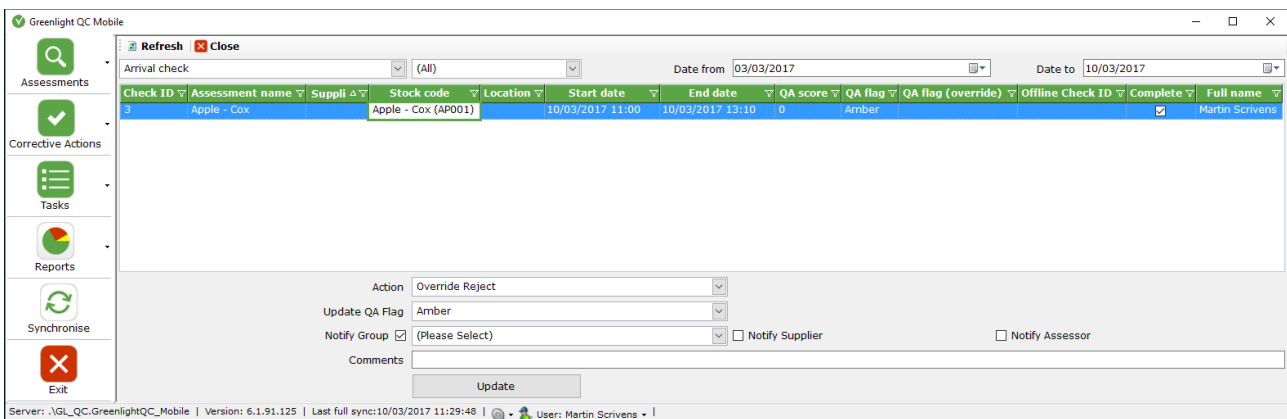 Greenlight QC Mobile
Refresh Close
Arrival check (All) Date from 03/03/2017 Date to 10/03/2017
Assessments
Check ID Assessment name Suppli Stock code Location Start date End date QA score QA flag QA flag (override) Offline Check ID Complete Full name
3 Apple - Cox Apple - Cox (AP001) 10/03/2017 11:00 10/03/2017 13:10 0 Amber Martin Scrivens
Corrective Actions
Tasks
Reports
Action Override Reject
Update QA Flag Amber
Synchronise
Notify Group (Please Select) Notify Supplier Notify Assessor
Comments
Update
Exit
Server: .\GL_QC.GreenlightQC_Mobile | Version: 6.1.91.125 | Last full sync:10/03/2017 11:29:48 | User: Martin Scrivens |